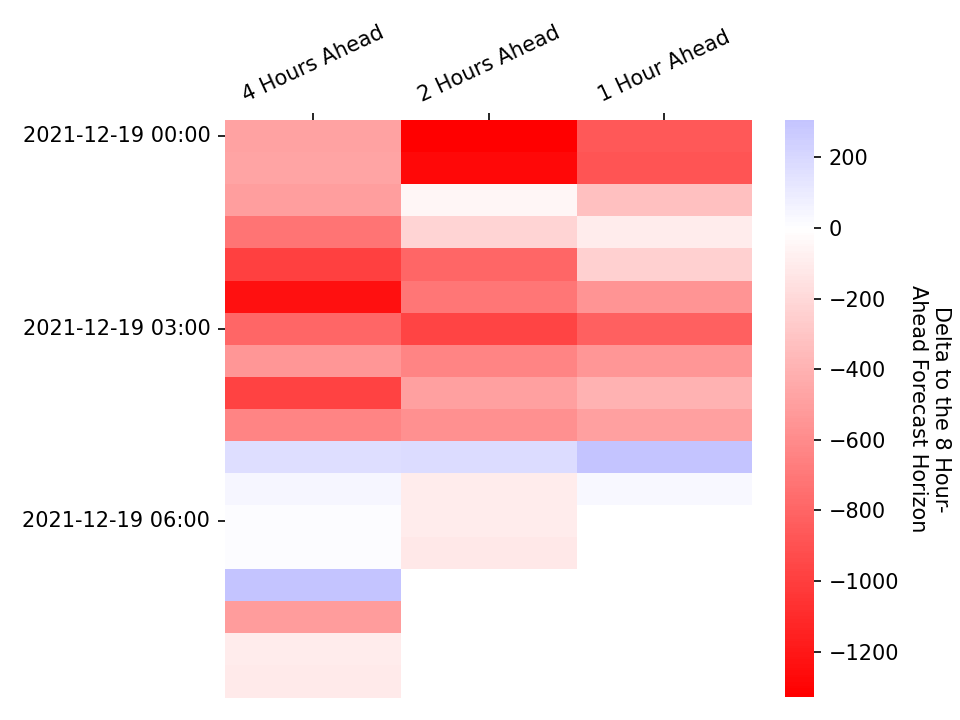 4 Hours Ahead
2 Hours Ahead
1 Hour Ahead
2021-12-19 00:00
2021-12-19 03:00
2021-12-19 06:00
200
0
−200
−400
−600
−800
−1000
−1200
Delta to the 8 Hour-
Ahead Forecast Horizon